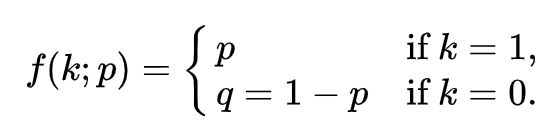 f(k; p) = { p if k = 1,
q = 1 − p if k = 0.